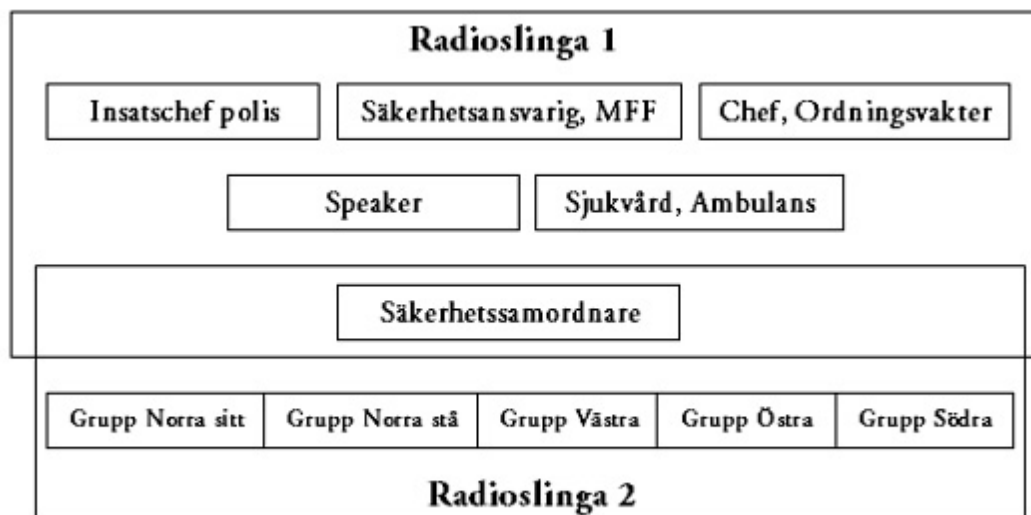 Radioslinga 1
Insatschef polis
Säkerhetsansvarig, MFF
Chef, Ordningsvakter
Speaker
Sjukvård, Ambulans
Säkerhetssamordnare
Grupp Norra sitt
Grupp Norra stå
Grupp Västra
Grupp Östra
Grupp Södra
Radioslinga 2